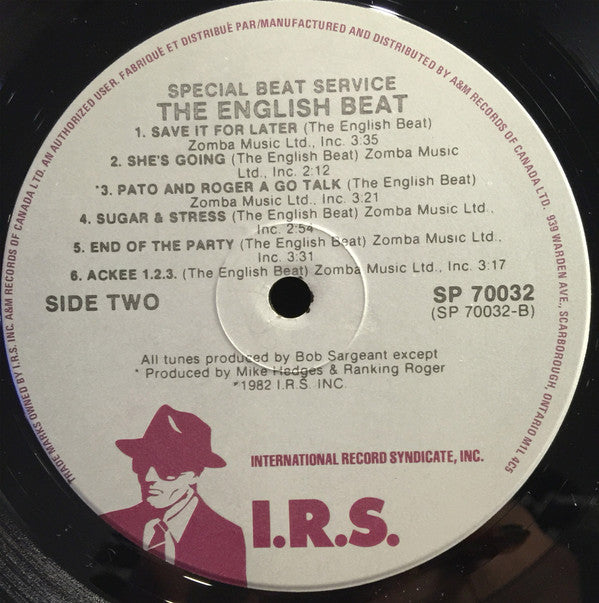 TRADE MARKS OWNED BY I.R.S. INC. A&M RECORDS OF CANADA LTD. AN AUTHORIZED USER. FABRIQUÉ ET DISTRIBUÉ PAR/MANUFACTURED AND DISTRIBUTED BY A&M RECORDS OF CANADA LTD. 939 WARDEN AVE., SCARBOROUGH, ONTARIO M1L 4C5
SPECIAL BEAT SERVICE
THE ENGLISH BEAT
1. SAVE IT FOR LATER (The English Beat)
Zomba Music Ltd., Inc. 3:35
2. SHE'S GOING (The English Beat) Zomba Music
Ltd., Inc. 2:12
*3. PATO AND ROGER A GO TALK (The English Beat)
Zomba Music Ltd., Inc. 3:21
4. SUGAR & STRESS (The English Beat) Zomba Music Ltd.,
Inc. 2:54
5. END OF THE PARTY (The English Beat) Zomba Music Ltd.,
Inc. 3:31
6. ACKEE 1.2.3. (The English Beat) Zomba Music Ltd., Inc. 3:17
SIDE TWO
SP 70032
(SP 70032-B)
All tunes produced by Bob Sargeant except
* Produced by Mike Hedges & Ranking Roger
*1982 I.R.S. INC.
INTERNATIONAL RECORD SYNDICATE, INC.
I.R.S.